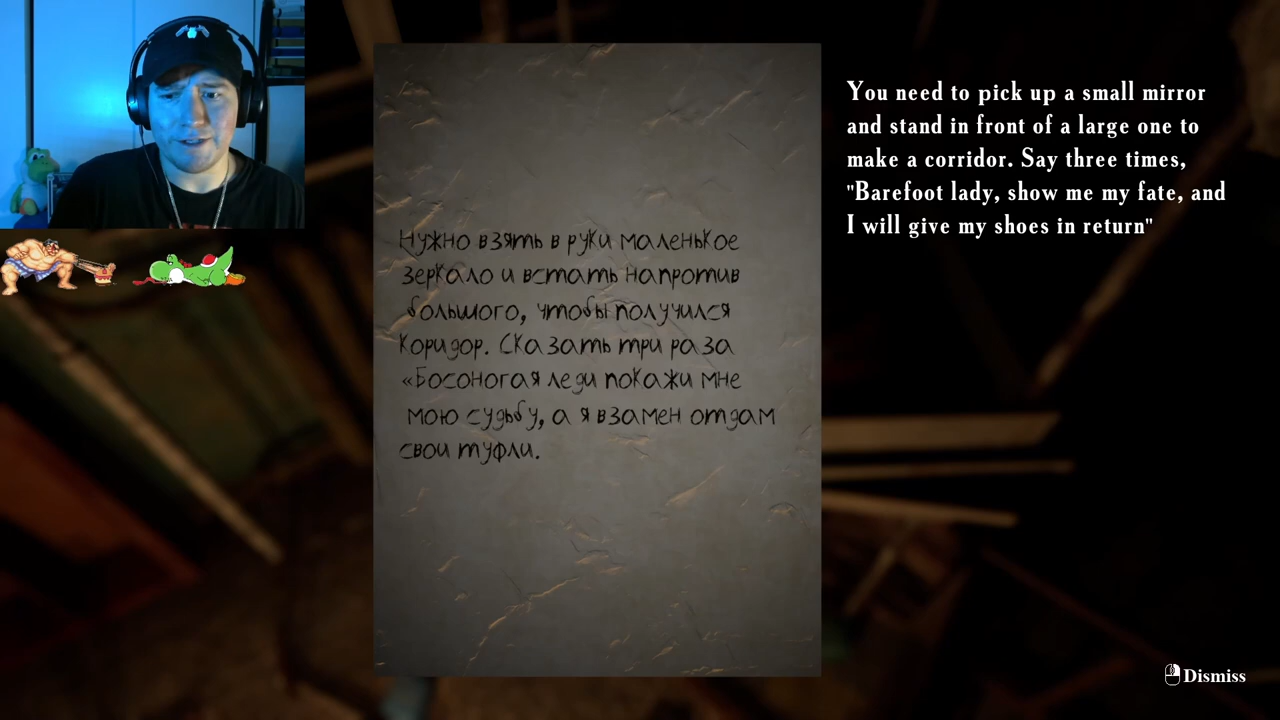 Нужно взять в руки маленькое
зеркало и встать напротив
большого, чтобы получился
коридор. Сказать три раза
«Босоногая леди покажи мне
мою судьбу, а я взамен отдам
свои туфли.
You need to pick up a small mirror
and stand in front of a large one to
make a corridor. Say three times,
"Barefoot lady, show me my fate, and
I will give my shoes in return"
Dismiss